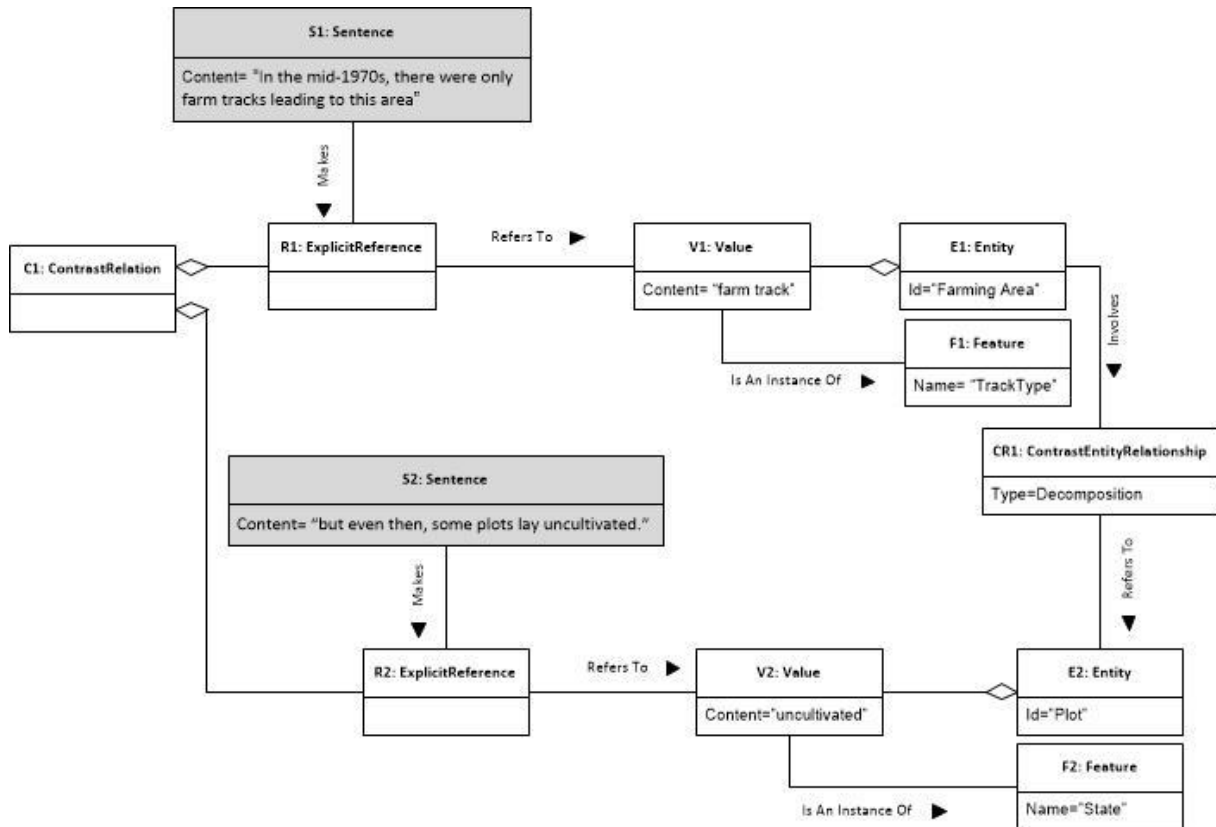 S1: Sentence
Content= "In the mid-1970s, there were only
farm tracks leading to this area"
Makes
C1: ContrastRelation
R1: ExplicitReference
Refers To
V1: Value
Content= "farm track"
E1: Entity
Id="Farming Area"
Involves
F1: Feature
Name= "TrackType"
Is An Instance Of
CR1: ContrastEntityRelationship
Type=Decomposition
S2: Sentence
Content= “but even then, some plots lay uncultivated.”
Makes
Refers To
R2: ExplicitReference
Refers To
V2: Value
Content="uncultivated"
E2: Entity
Id="Plot"
F2: Feature
Name="State"
Is An Instance Of